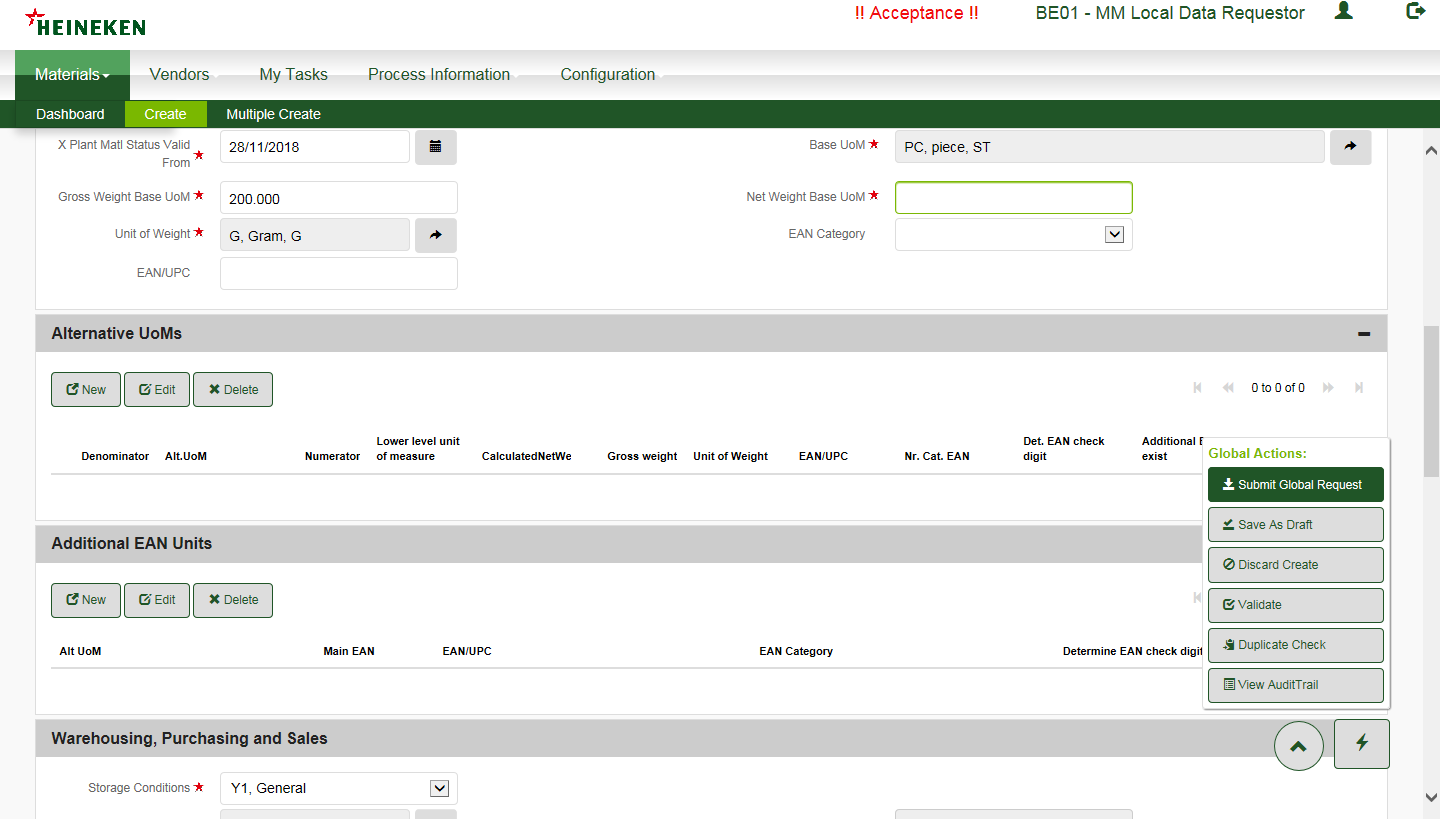 HEINEKEN
!! Acceptance !!
BE01 - MM Local Data Requestor
Materials
Vendors
My Tasks
Process Information
Configuration
Dashboard
Create
Multiple Create
X Plant Matl Status Valid
From
28/11/2018
Base UoM
PC, piece, ST
Gross Weight Base UoM
200.000
Net Weight Base UoM
Unit of Weight
G, Gram, G
EAN Category
EAN/UPC
Alternative UoMs
New
Edit
Delete
0 to 0 of 0
Denominator
Alt.UoM
Numerator
Lower level unit
of measure
CalculatedNetWe
Gross weight
Unit of Weight
EAN/UPC
Nr. Cat. EAN
Det. EAN check
digit
Additional E
exist
Global Actions:
Submit Global Request
Save As Draft
Discard Create
Validate
Duplicate Check
View AuditTrail
Additional EAN Units
New
Edit
Delete
Alt UoM
Main EAN
EAN/UPC
EAN Category
Determine EAN check digit
Warehousing, Purchasing and Sales
Storage Conditions
Y1, General